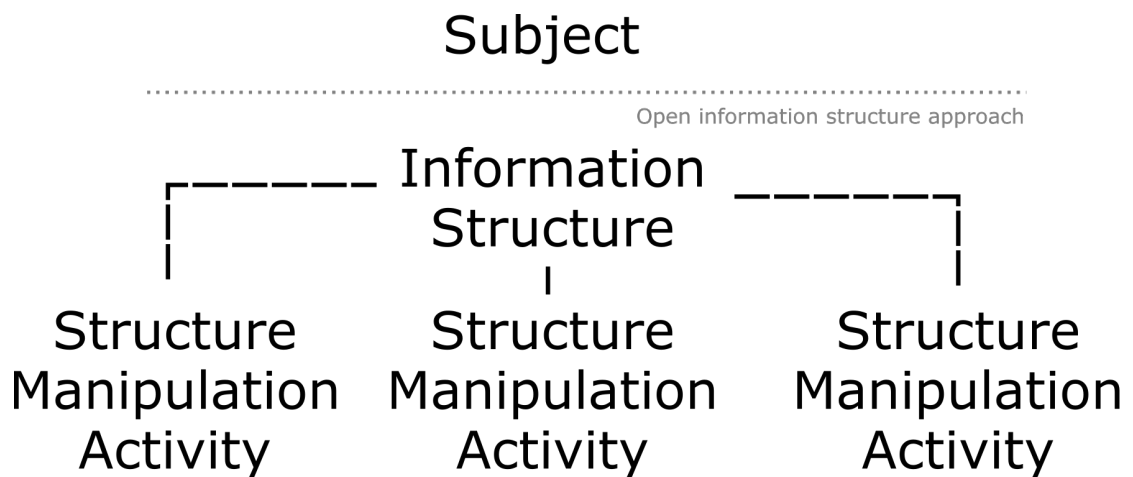 Subject
Open information structure approach
Information
Structure
Structure
Manipulation
Activity
Structure
Manipulation
Activity
Structure
Manipulation
Activity